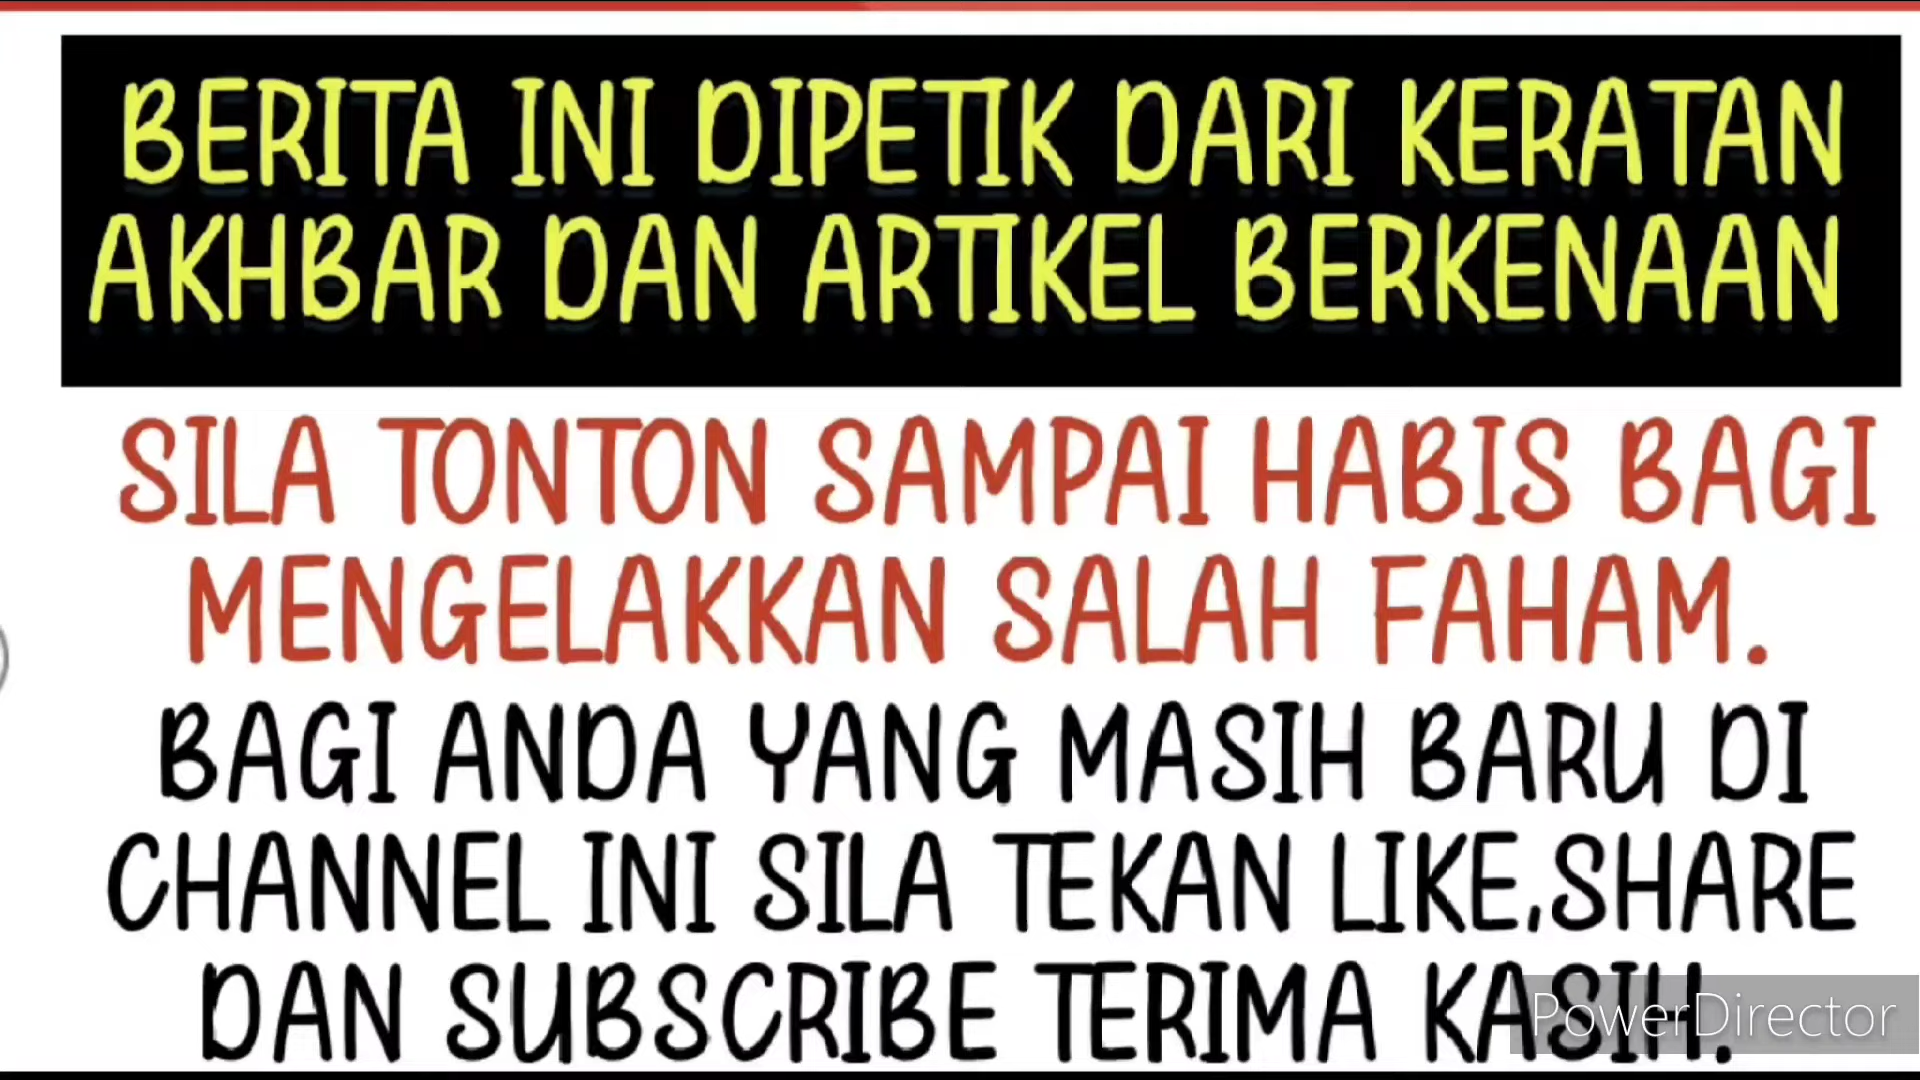 BERITA INI DIPETIK DARI KERATAN
AKHBAR DAN ARTIKEL BERKENAAN
SILA TONTON SAMPAI HABIS BAGI
MENGELAKKAN SALAH FAHAM.
BAGI ANDA YANG MASIH BARU DI
CHANNEL INI SILA TEKAN LIKE,SHARE
DAN SUBSCRIBE TERIMA KASIH.
PowerDirector